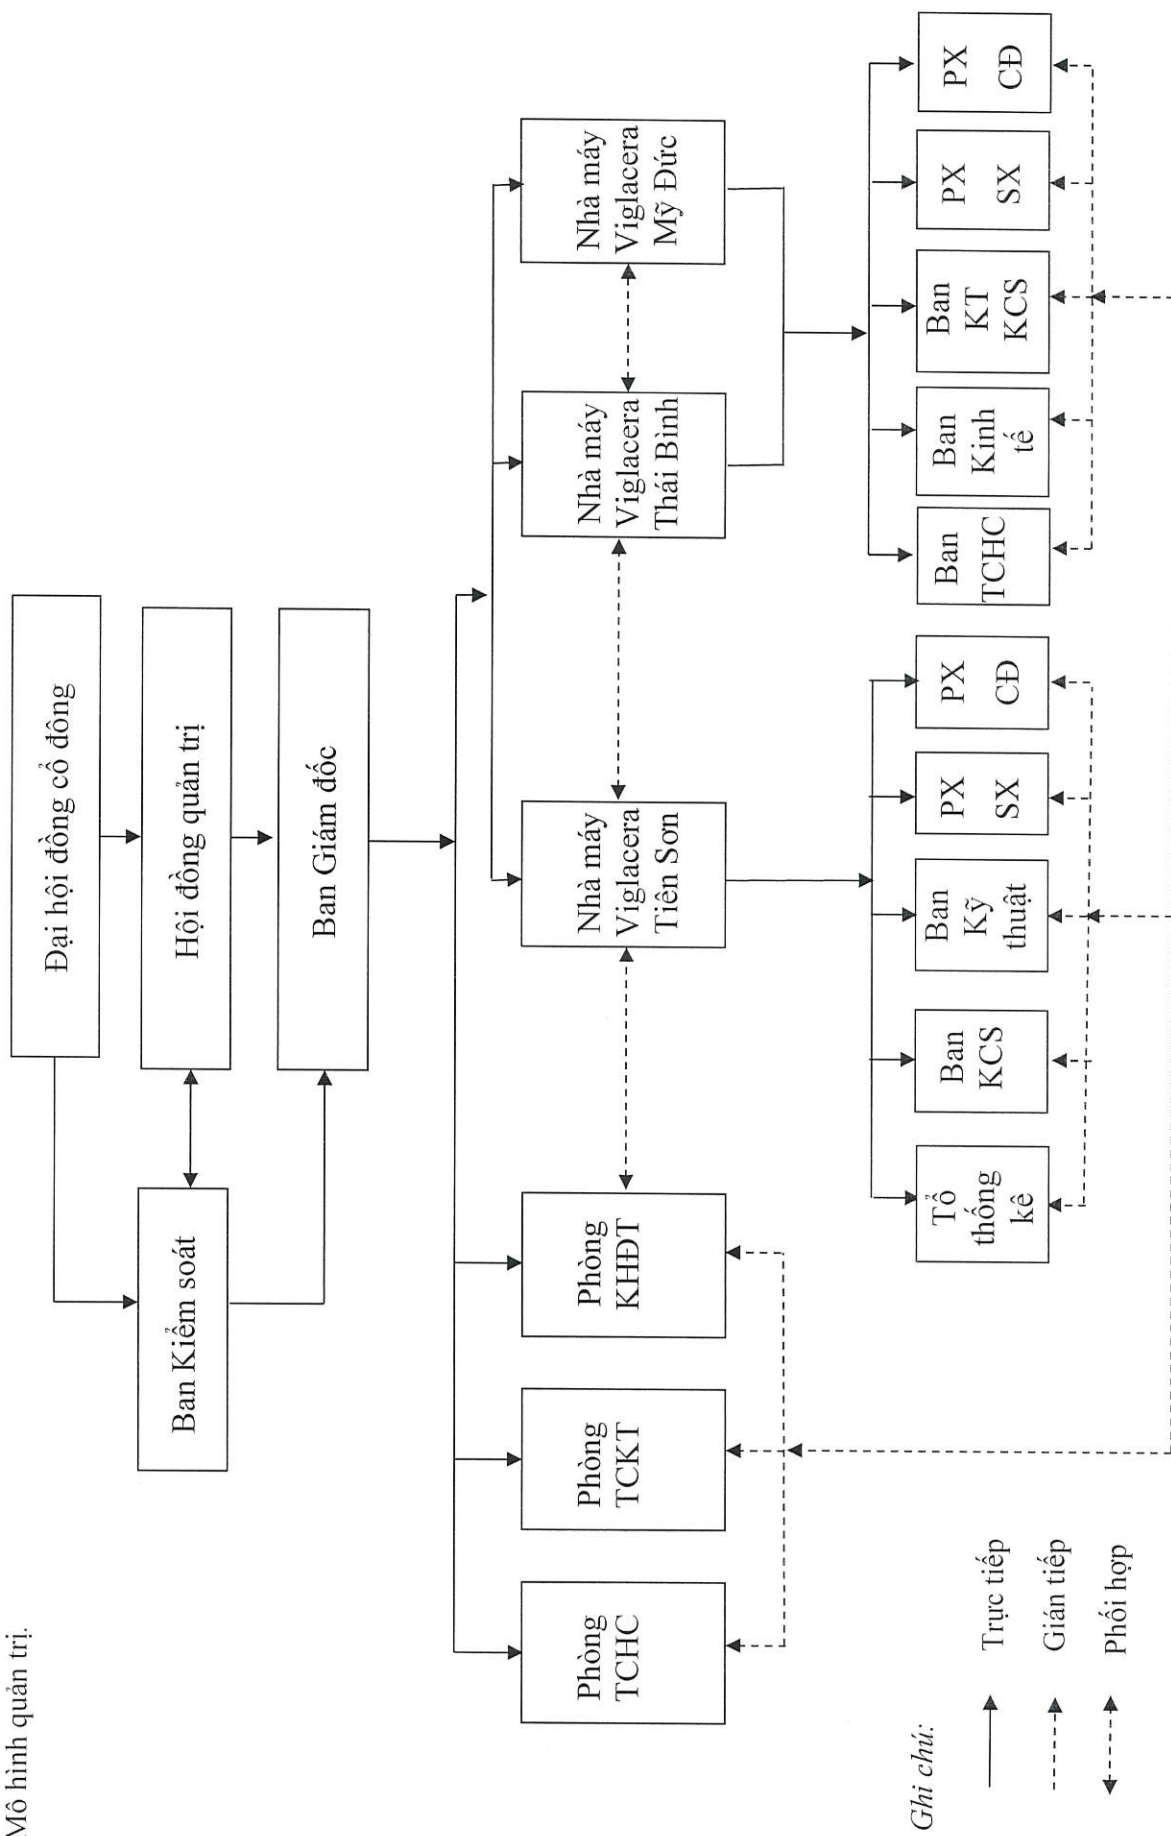 Mô hình quản trị.
Đại hội đồng cổ đông
Ban Kiểm soát
Hội đồng quản trị
Ban Giám đốc
Phòng
TCHC
Phòng
TCKT
Phòng
KHĐT
Nhà máy
Viglacera
Tiên Sơn
Nhà máy
Viglacera
Thái Bình
Nhà máy
Viglacera
Mỹ Đức
Tổ
thống
kê
Ban
KCS
Ban
Kỹ
thuật
PX
SX
PX
CĐ
Ban
TCHC
Ban
Kinh
tế
Ban
KT
KCS
PX
SX
PX
CĐ
Ghi chú:
Trực tiếp
Gián tiếp
Phối hợp